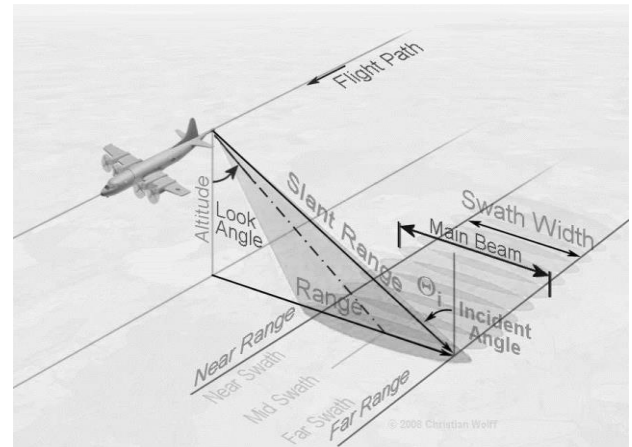 Flight Path
Altitude
Look
Angle
Slant Range
Swath Width
Main Beam
Range
Θi
Incident
Angle
Near Range
Near Swath
Mid Swath
Far Swath
Far Range
© 2008 Christian Wolff